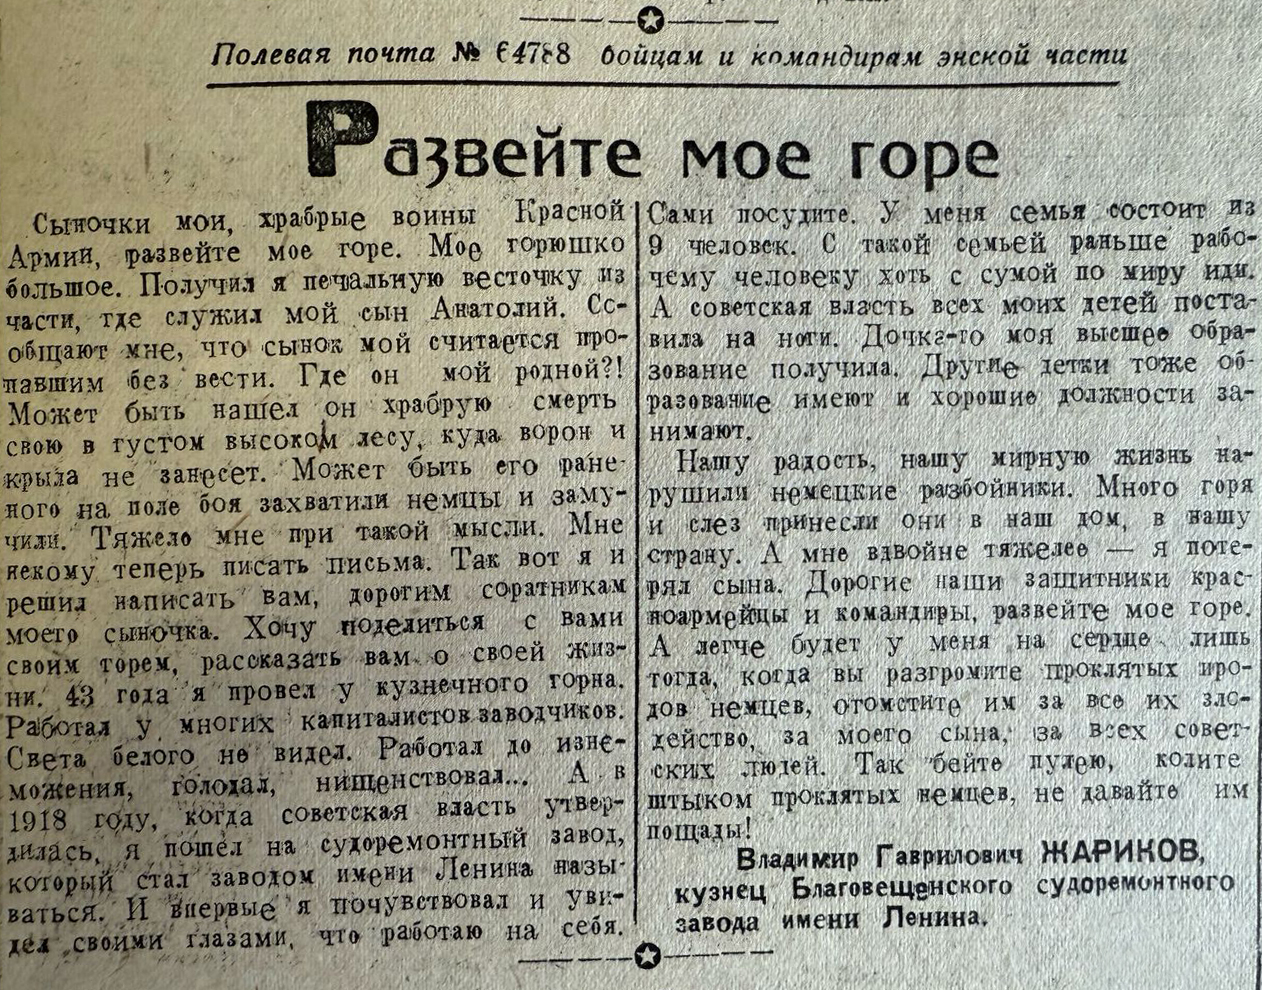 Полевая почта № 64788 бойцам и командирам энской части
Развейте мое горе
Сыночки мои, храбрые воины Красной
Армий, развейте мое горе. Мое горюшко
большое. Получил я печальную весточку из
части, где служил мой сын Анатолий. Со-
общают мне, что сынок мой считается про-
павшим без вести. Где он мой родной?!
Может быть нашел он храбрую смерть
свою в густом высоком лесу, куда ворон и
крыла не занесет. Может быть его ране-
ного на поле боя захватили немцы и заму-
чили. Тяжело мне при такой мысли. Мне
некому теперь писать письма. Так вот я и
решил написать вам, дорогим соратникам
моего сыночка. Хочу поделиться с вами
своим горем, рассказать вам о своей жиз-
ни. 43 года я провел у кузнечного горна.
Работал у многих капиталистов заводчиков.
Света белого не видел. Работал до изне-
можения, голодал, нищенствовал... А в
1918 году, когда советская власть утвер-
дилась, я пошёл на судоремонтный завод,
который стал заводом имени Ленина назы-
ваться. И впервые я почувствовал и уви-
дел своими глазами, что работаю на себя.
Сами посудите. У меня семья состоит из
9 человек. С такой семьей раньше рабо-
чему человеку хоть с сумой по миру иди.
А советская власть всех моих детей поста-
вила на ноги. Дочка-то моя высшее обра-
зование получила. Другие детки тоже об-
разование имеют и хорошие должности за-
нимают.
Нашу радость, нашу мирную жизнь на-
рушили немецкие разбойники. Много горя
и слез принесли они в наш дом, в нашу
страну. А мне вдвойне тяжелее — я поте-
рял сына. Дорогие наши защитники крас-
ноармейцы и командиры, развейте мое горе.
А легче будет у меня на сердце лишь
тогда, когда вы разгромите проклятых иро-
дов немцев, отомстите им за все их зло-
действо, за моего сына, за всех совет-
ских людей. Так бейте пулею, колите
штыком проклятых немцев, не давайте им
пощады!
Владимир Гаврилович ЖАРИКОВ,
кузнец Благовещенского судоремонтного
завода имени Ленина.